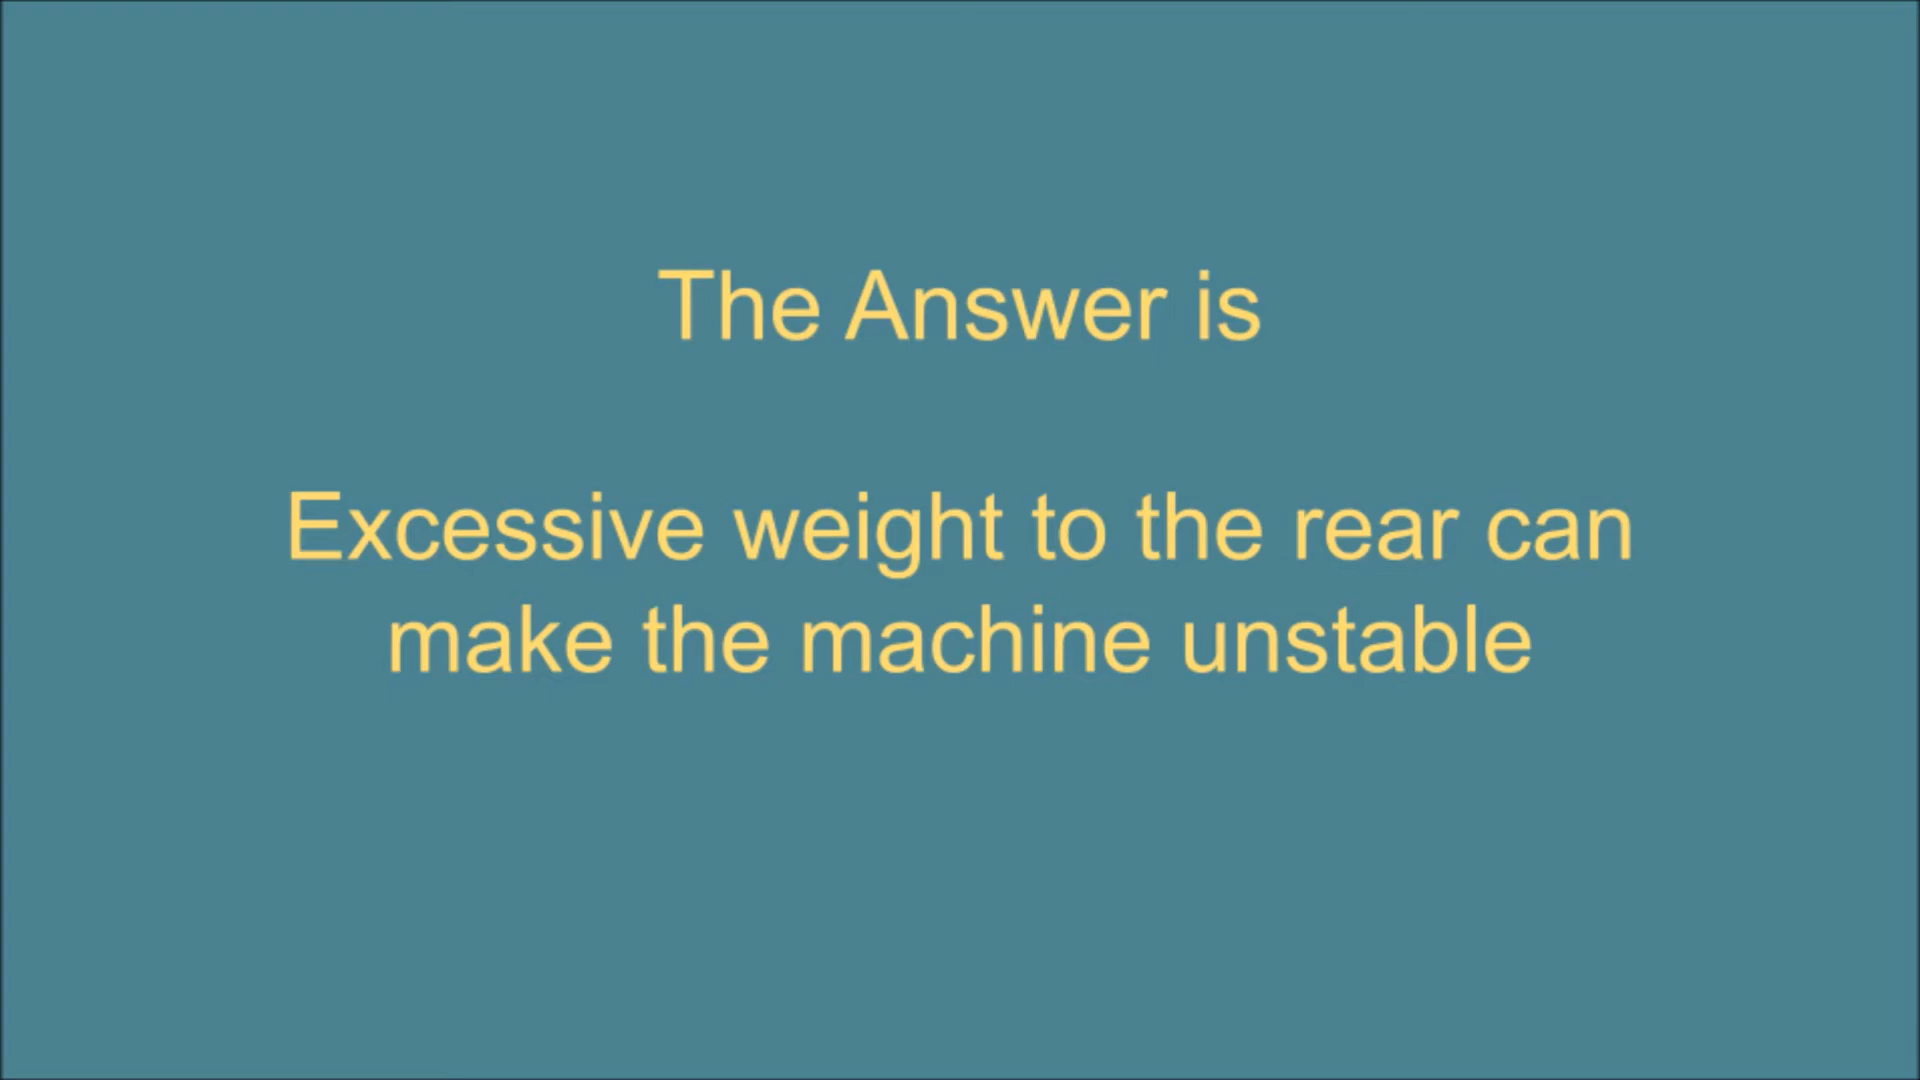 The Answer is
Excessive weight to the rear can
make the machine unstable